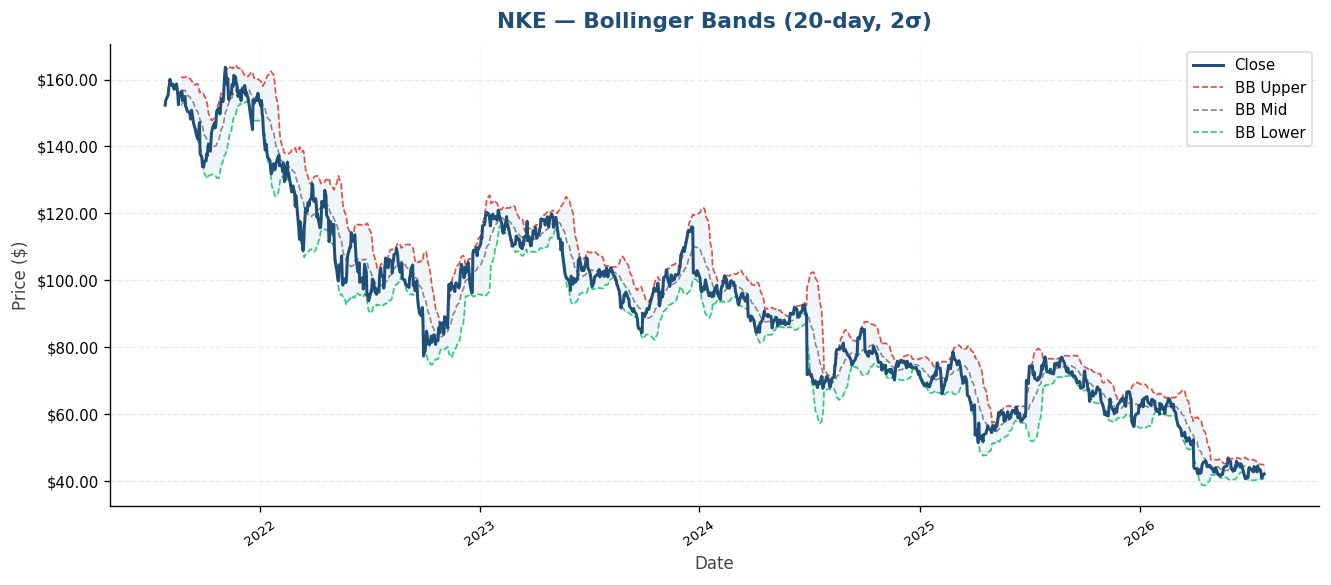 NKE — Bollinger Bands (20-day, 2σ)
Close
BB Upper
BB Mid
BB Lower
Price ($)
$160.00
$140.00
$120.00
$100.00
$80.00
$60.00
$40.00
2022
2023
2024
2025
2026
Date